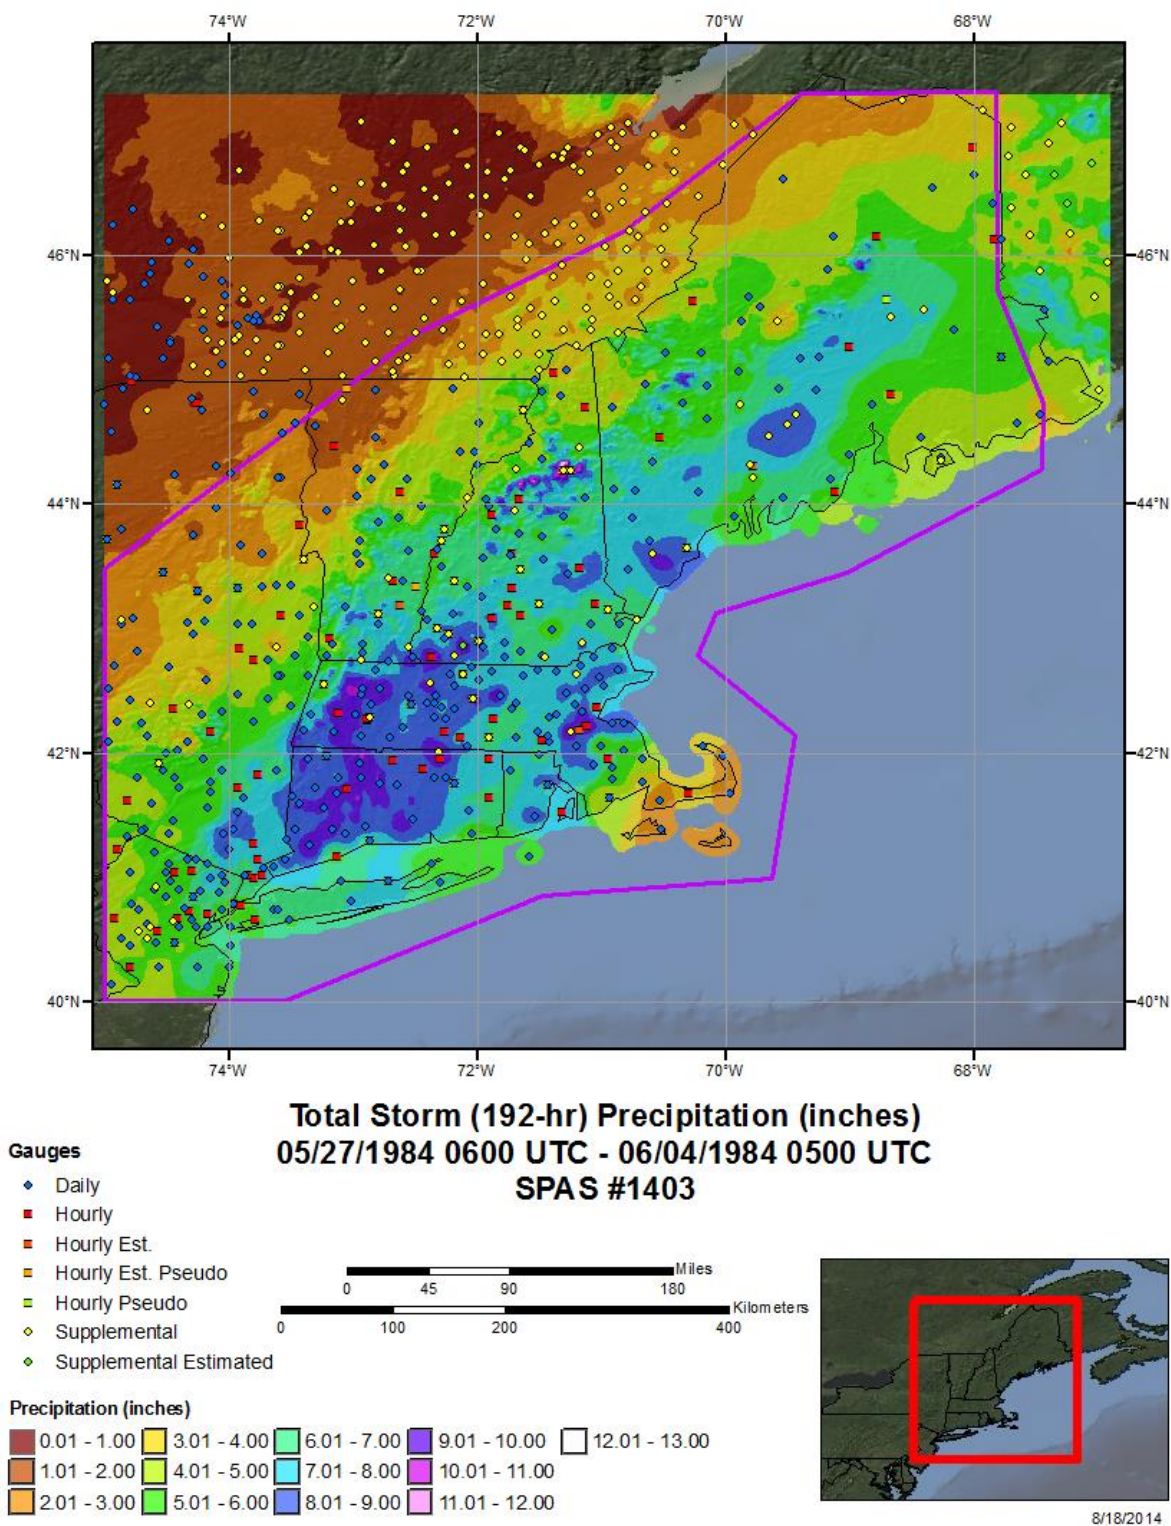 74°W 72°W 70°W 68°W
46°N 46°N
44°N 44°N
42°N 42°N
40°N 40°N
74°W 72°W 70°W 68°W
Total Storm (192-hr) Precipitation (inches)
05/27/1984 0600 UTC - 06/04/1984 0500 UTC
SPAS #1403
Gauges
Daily
Hourly
Hourly Est.
Hourly Est. Pseudo
Hourly Pseudo
Supplemental
Supplemental Estimated
Miles
0 45 90 180
Kilometers
0 100 200 400
Precipitation (inches)
0.01 - 1.00 3.01 - 4.00 6.01 - 7.00 9.01 - 10.00 12.01 - 13.00
1.01 - 2.00 4.01 - 5.00 7.01 - 8.00 10.01 - 11.00
2.01 - 3.00 5.01 - 6.00 8.01 - 9.00 11.01 - 12.00
8/18/2014